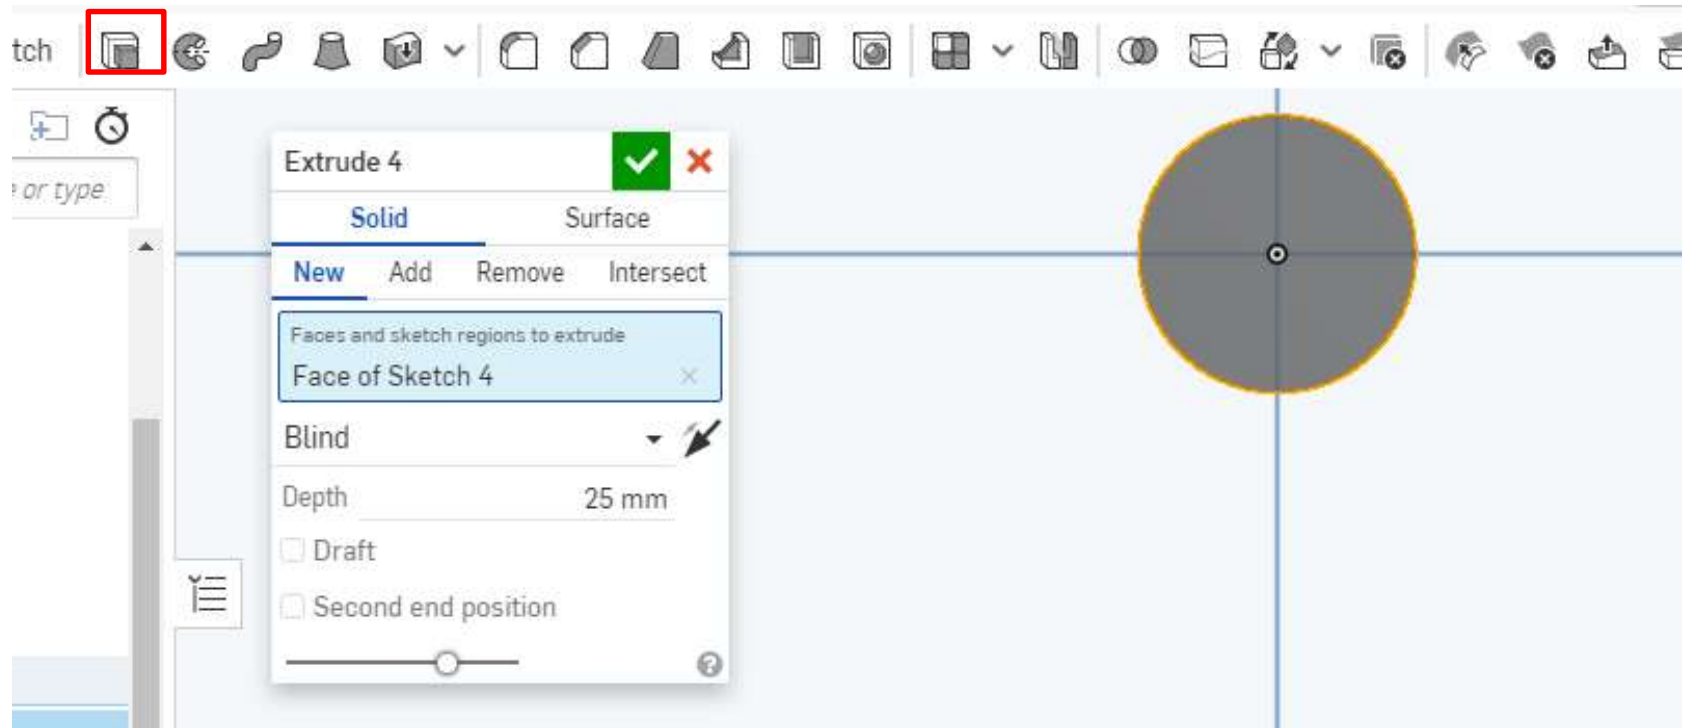 tch
Extrude 4
or type
Solid Surface
New Add Remove Intersect
Faces and sketch regions to extrude
Face of Sketch 4
Blind
Depth 25 mm
Draft
Second end position